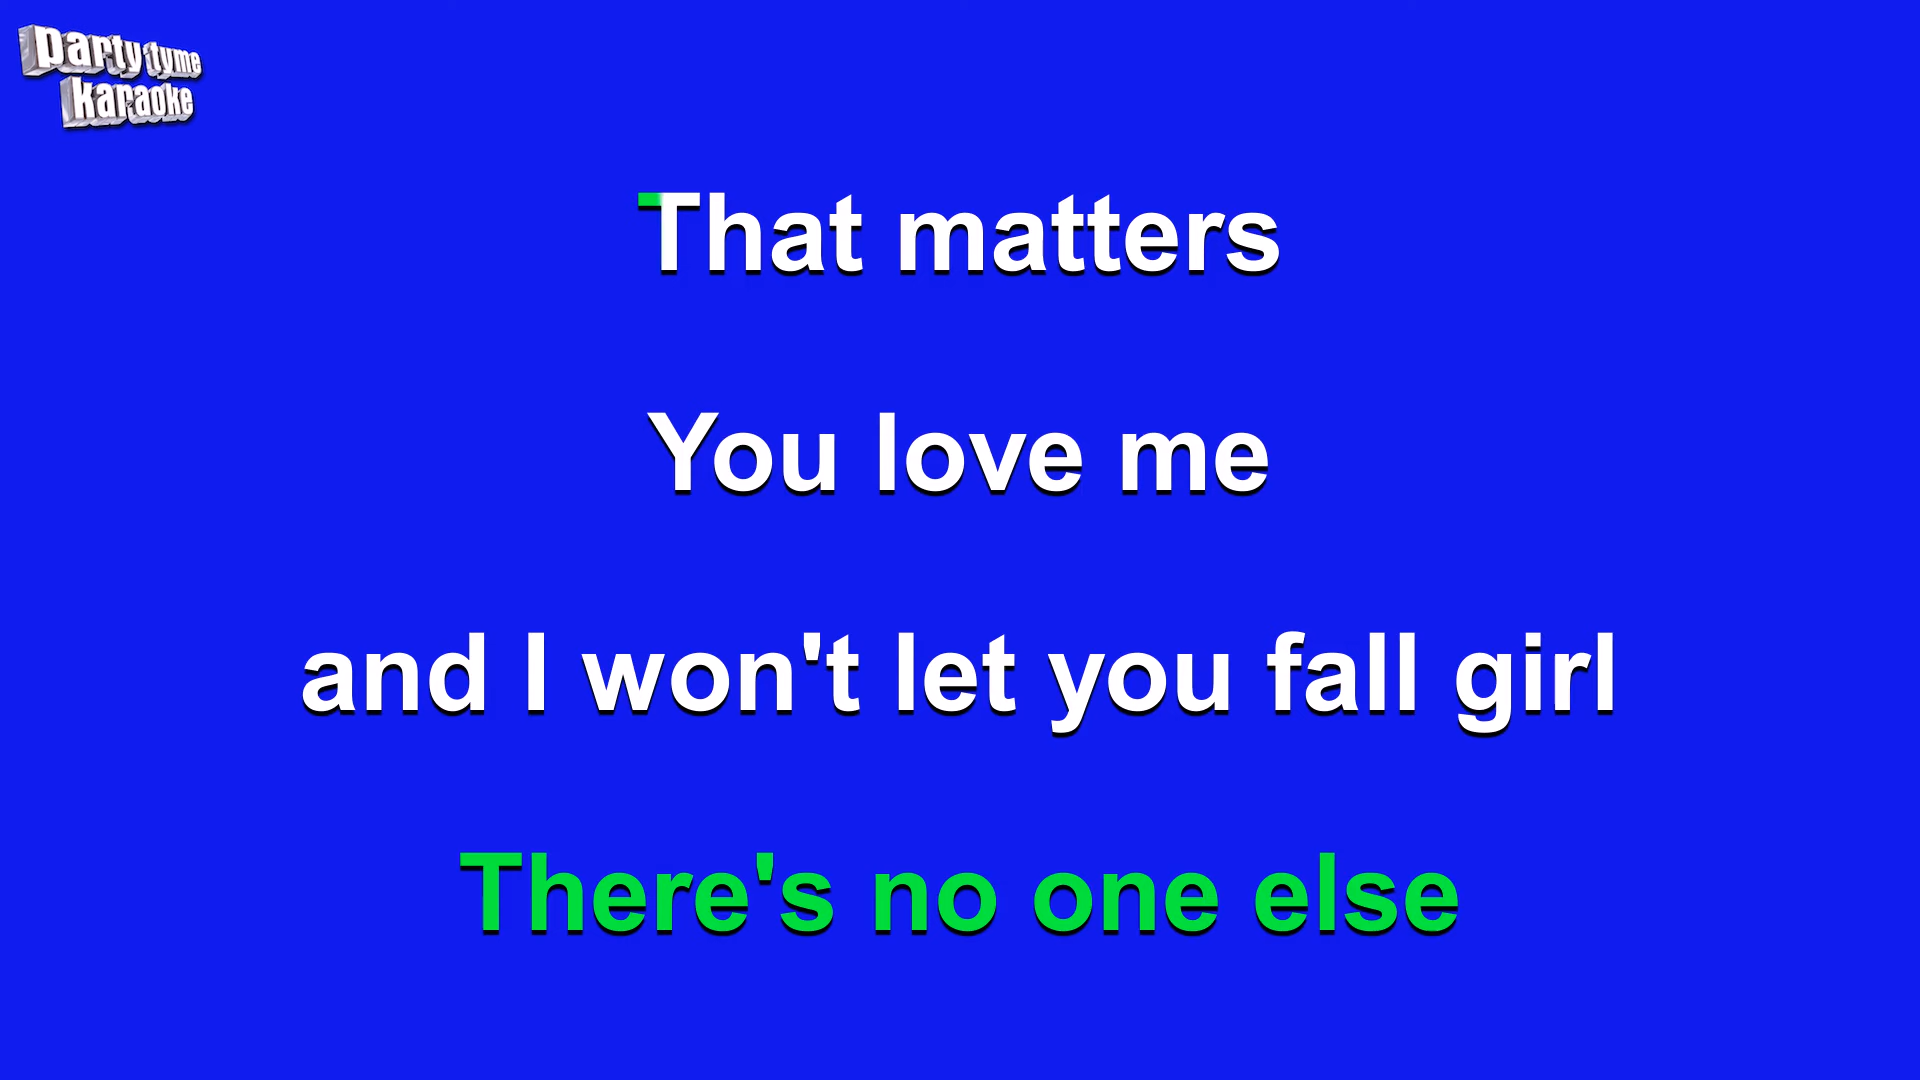 party tyme
karaoke
That matters
You love me
and I won't let you fall girl
There's no one else